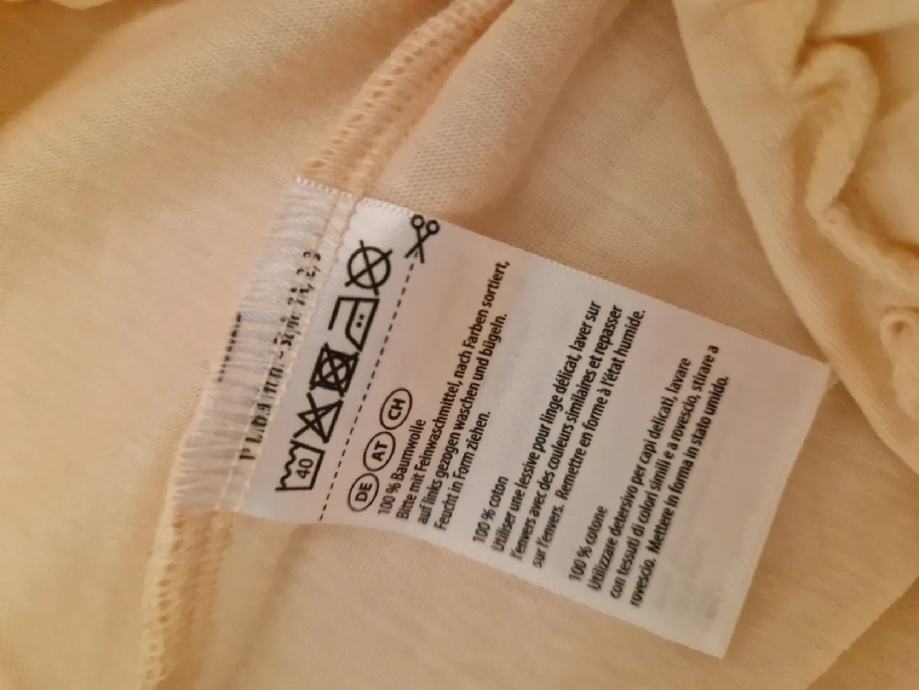 40
DE AT CH
100 % Baumwolle
Bitte mit Feinwaschmittel, nach Farben sortiert,
auf links gezogen waschen und bügeln.
Feucht in Form ziehen.
100 % coton
Utiliser une lessive pour linge délicat, laver sur
l'envers avec des couleurs similaires et repasser
sur l'envers. Remettre en forme à l'état humide.
100 % cotone
Utilizzare detersivo per capi delicati, lavare
con tessuti di colori simili e a rovescio, stirare a
rovescio. Mettere in forma in stato umido.